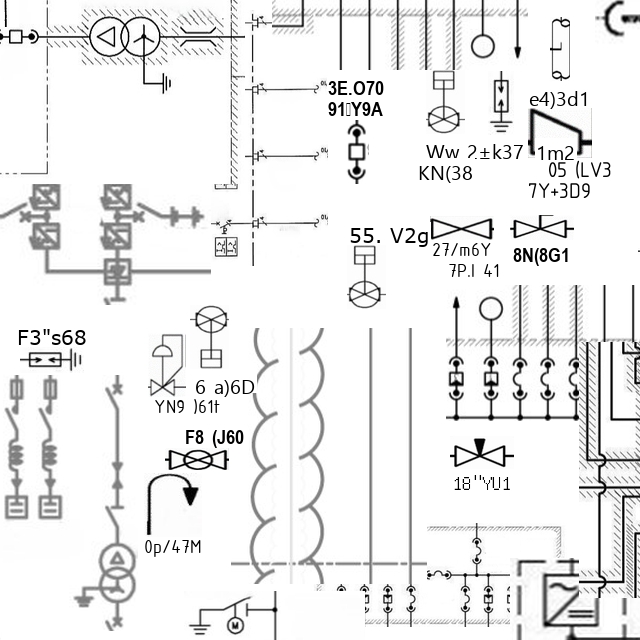 3E.O70
91▯Y9A
e4)3d1
Ww 2±k37
1m2
KN(38
05 (LV3
7Y+3D9
55. V2g
27/m6Y
7P.I 41
8N(8G1
F3"s68
6 a)6D
YN9 )61t
F8 (J60
18''YU1
0p/47M
M
L